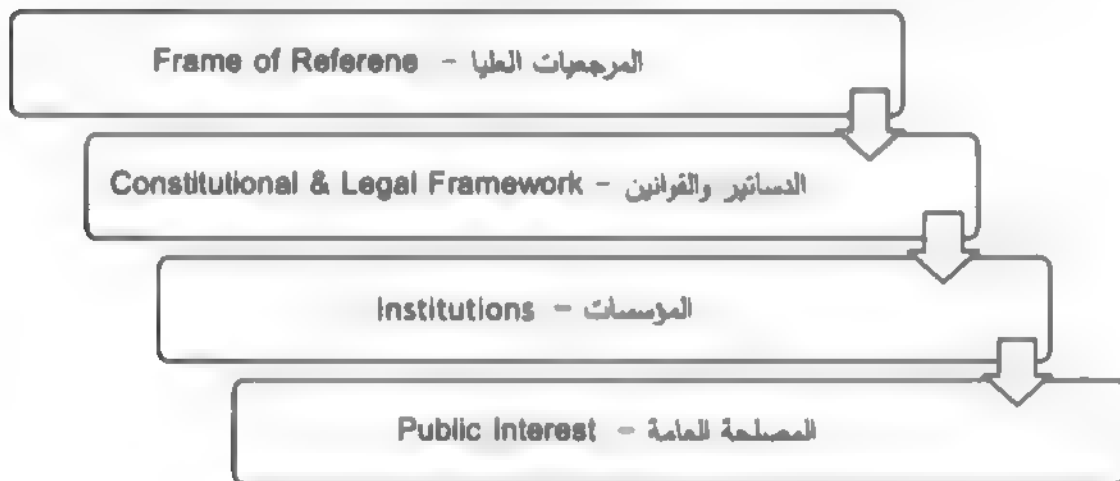 Frame of Referene - المرجعيات العليا
Constitutional & Legal Framework - الدساتير والقوانين
Institutions - المؤسسات
Public Interest - المصلحة العامة